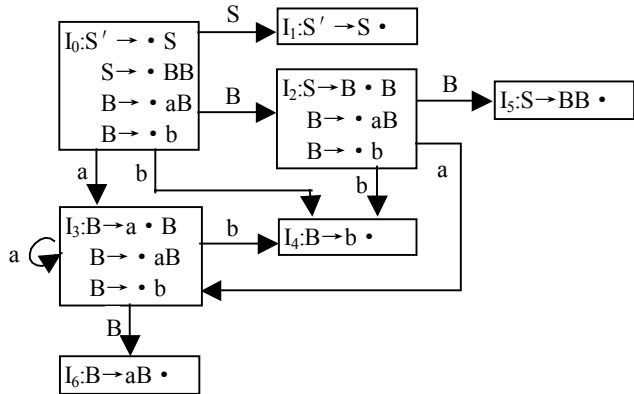 S
I₀:S′ → · S
S→ · BB
B→ · aB
B→ · b
I₁:S′ →S ·
B
I₂:S→B · B
B→ · aB
B→ · b
B
I₅:S→BB ·
a
b
b
a
I₃:B→a · B
B→ · aB
B→ · b
a
b
I₄:B→b ·
B
I₆:B→aB ·